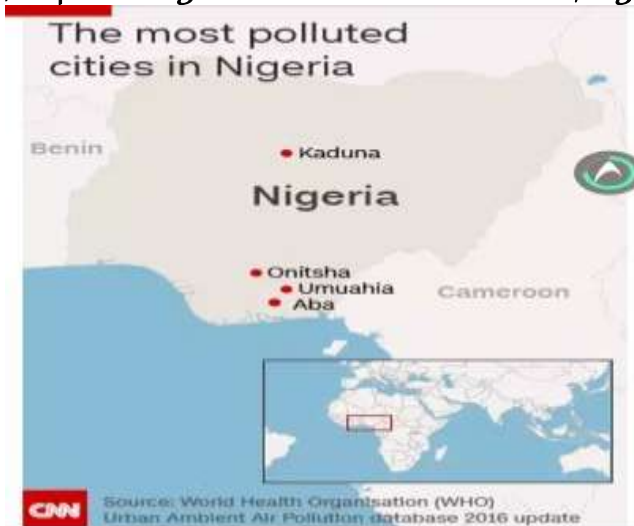 The most polluted
cities in Nigeria
Benin
Kaduna
Nigeria
Onitsha
Umuahia
Aba
Cameroon
CNN
Source: World Health Organisation (WHO)
Urban Ambient Air Pollution database 2016 update